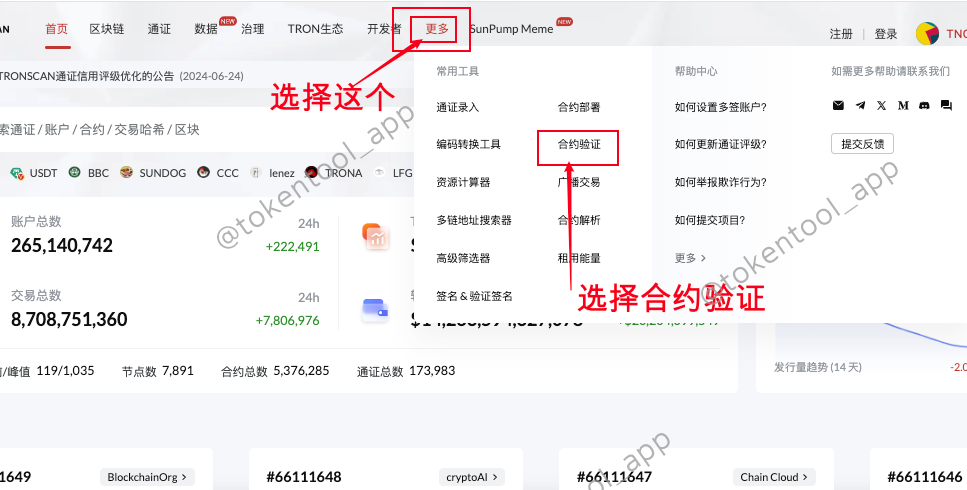 AN 首页 区块链 通证 数据 NEW 治理 TRON生态 开发者 更多 SunPump Meme NEW
注册 | 登录 TNC
TRONSCAN通证信用评级优化的公告 (2024-06-24)
选择这个
索通证 / 账户 / 合约 / 交易哈希 / 区块
USDT BBC SUNDOG CCC lenez TRONA LFG
账户总数 24h
265,140,742 +222,491
交易总数 24h
8,708,751,360 +7,806,976
常用工具
通证录入 合约部署
编码转换工具 合约验证
资源计算器 广播交易
多链地址搜索器 合约解析
高级筛选器 租用能量
签名 & 验证签名
帮助中心
如何设置多签账户?
如何更新通证评级?
如何举报欺诈行为?
如何提交项目?
更多 >
如需更多帮助请联系我们
提交反馈
选择合约验证
/峰值 119/1,035 节点数 7,891 合约总数 5,376,285 通证总数 173,983
发行量趋势 (14 天) -2.0
1649 BlockchainOrg >
#66111648 cryptoAI >
#66111647 Chain Cloud >
#66111646
@tokentool_app
@tokentool_app
ol_app